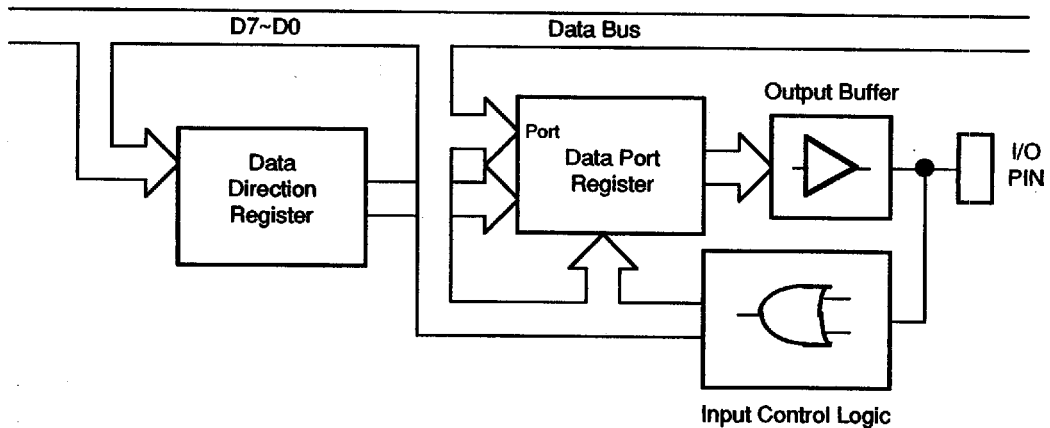 D7~D0
Data Bus
Output Buffer
Port
Data Port
Register
I/O
PIN
Data
Direction
Register
Input Control Logic